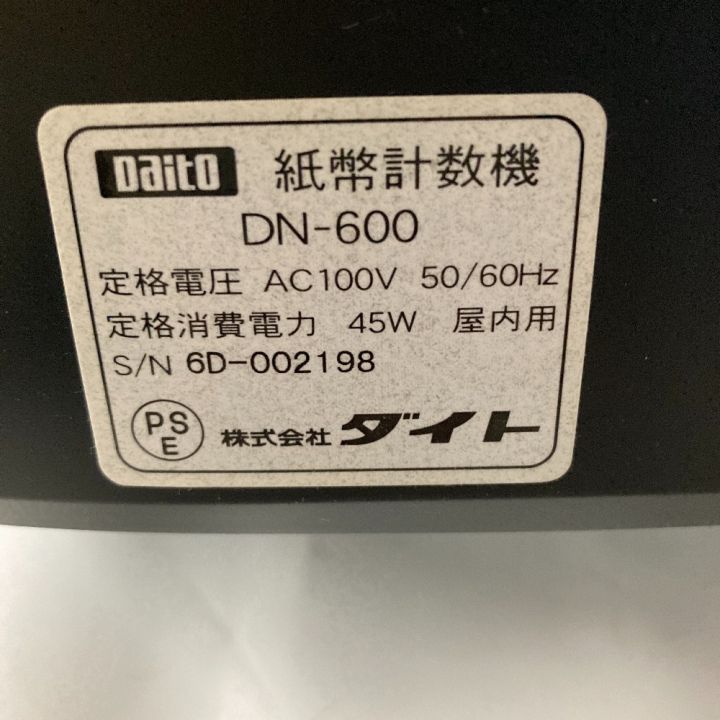 Daito 紙幣計数機
DN-600
定格電圧 AC100V 50/60Hz
定格消費電力 45W 屋内用
S/N 6D-002198
PSE 株式会社 ダイト